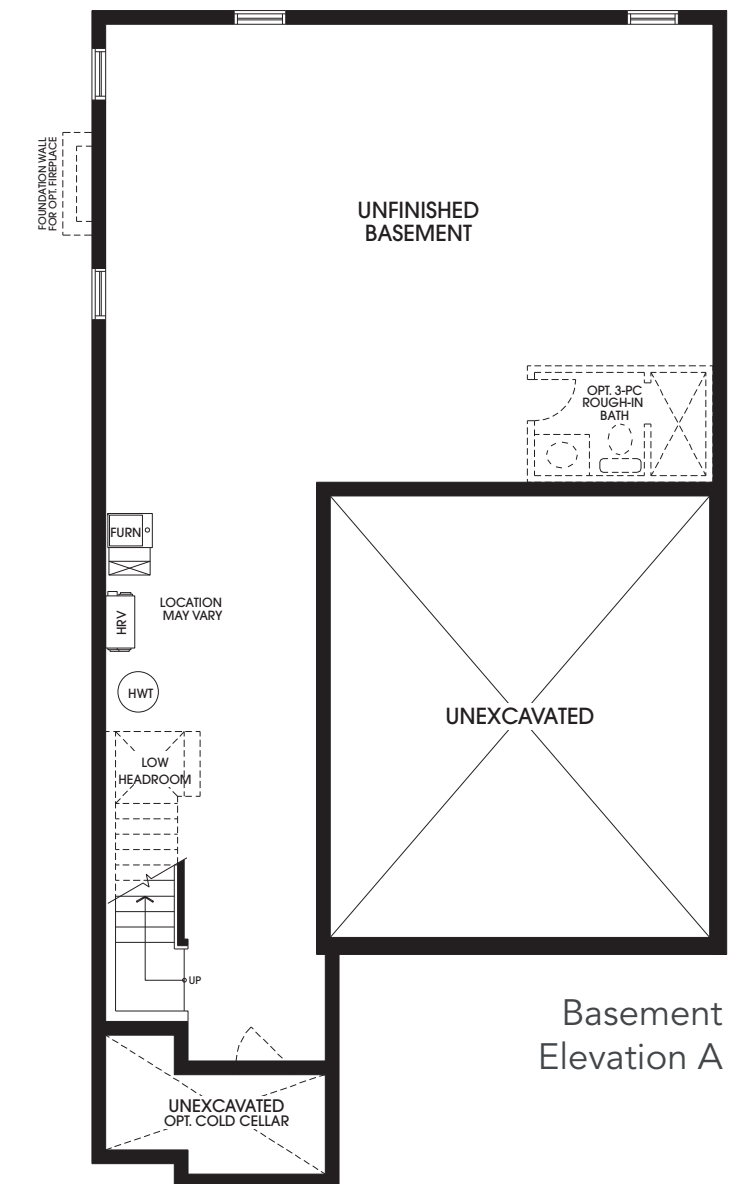 FOUNDATION WALL
FOR OPT. FIREPLACE
UNFINISHED
BASEMENT
OPT. 3-PC
ROUGH-IN
BATH
FURN
HRV
LOCATION
MAY VARY
HWT
UNEXCAVATED
LOW
HEADROOM
UP
Basement
Elevation A
UNEXCAVATED
OPT. COLD CELLAR